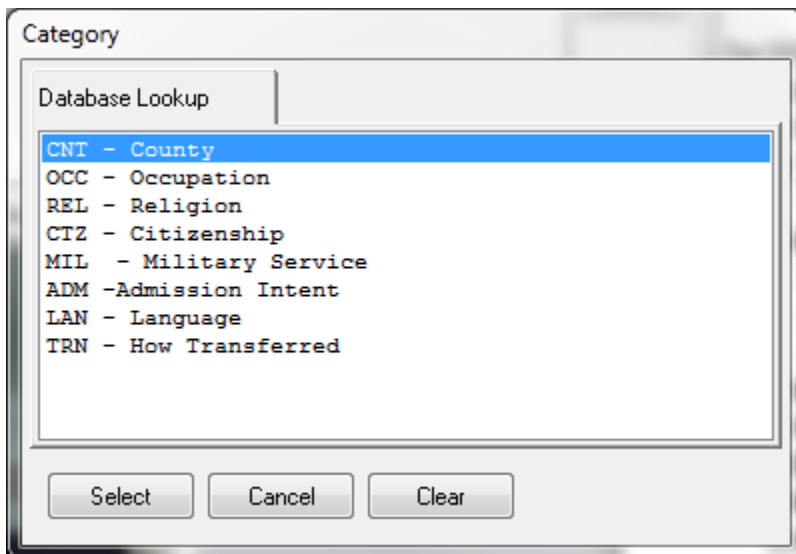 Category
Database Lookup
CNT - County
OCC - Occupation
REL - Religion
CTZ - Citizenship
MIL  - Military Service
ADM -Admission Intent
LAN - Language
TRN - How Transferred
Select Cancel Clear